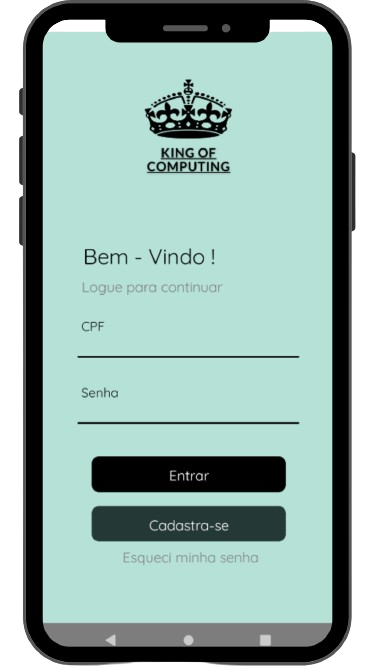 KING OF
COMPUTING
Bem - Vindo !
Logue para continuar
CPF
Senha
Entrar
Cadastra-se
Esqueci minha senha